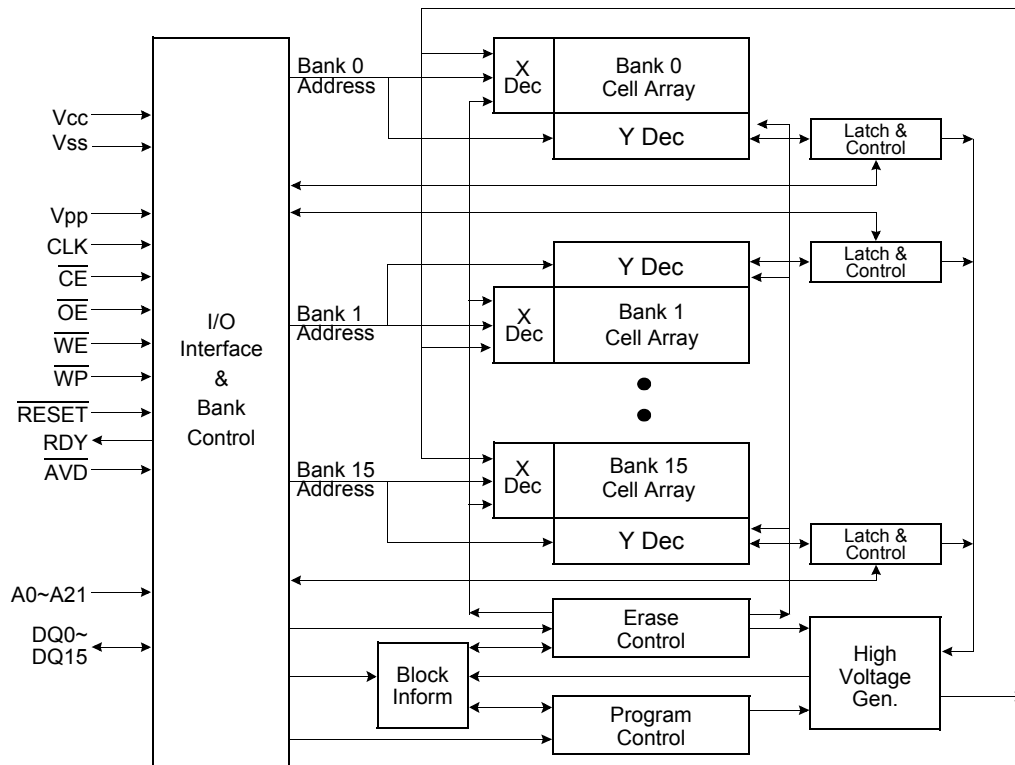 Vcc
Vss
Vpp
CLK
CE
OE
WE
WP
RESET
RDY
AVD
A0~A21
DQ0~
DQ15
I/O
Interface
&
Bank
Control
Bank 0
Address
X
Dec
Bank 0
Cell Array
Y Dec
Latch &
Control
Bank 1
Address
Y Dec
X
Dec
Bank 1
Cell Array
Latch &
Control
Bank 15
Address
X
Dec
Bank 15
Cell Array
Y Dec
Latch &
Control
Erase
Control
Block
Inform
Program
Control
High
Voltage
Gen.